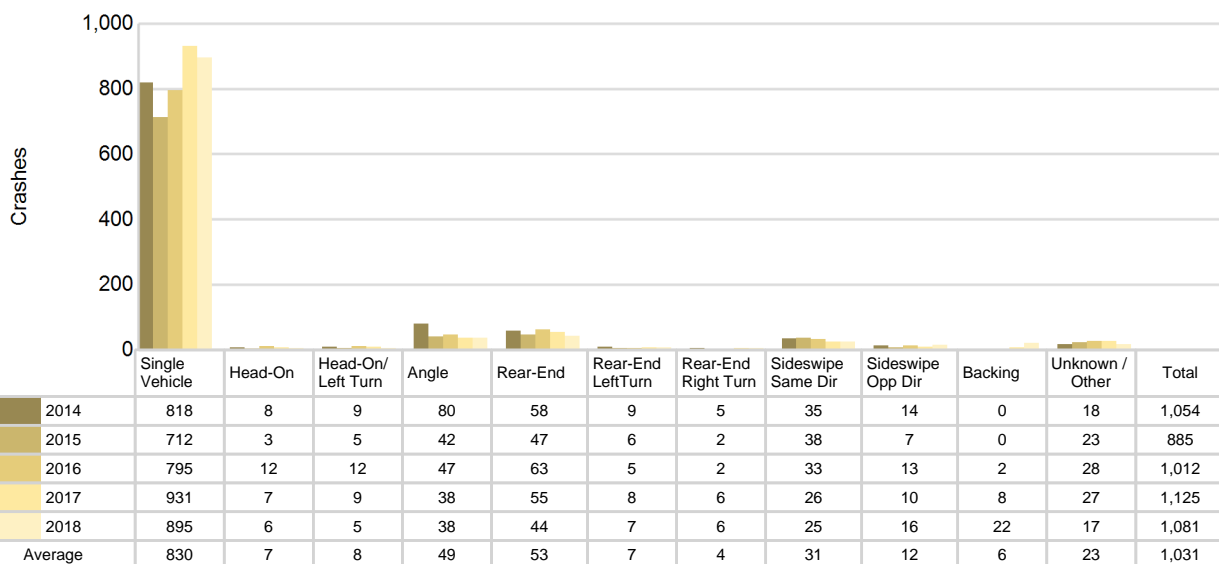 1,000
800
600
400
200
0
Crashes
Single Vehicle Head-On Head-On/ Left Turn Angle Rear-End Rear-End LeftTurn Rear-End Right Turn Sideswipe Same Dir Sideswipe Opp Dir Backing Unknown / Other Total
2014 818 8 9 80 58 9 5 35 14 0 18 1,054
2015 712 3 5 42 47 6 2 38 7 0 23 885
2016 795 12 12 47 63 5 2 33 13 2 28 1,012
2017 931 7 9 38 55 8 6 26 10 8 27 1,125
2018 895 6 5 38 44 7 6 25 16 22 17 1,081
Average 830 7 8 49 53 7 4 31 12 6 23 1,031